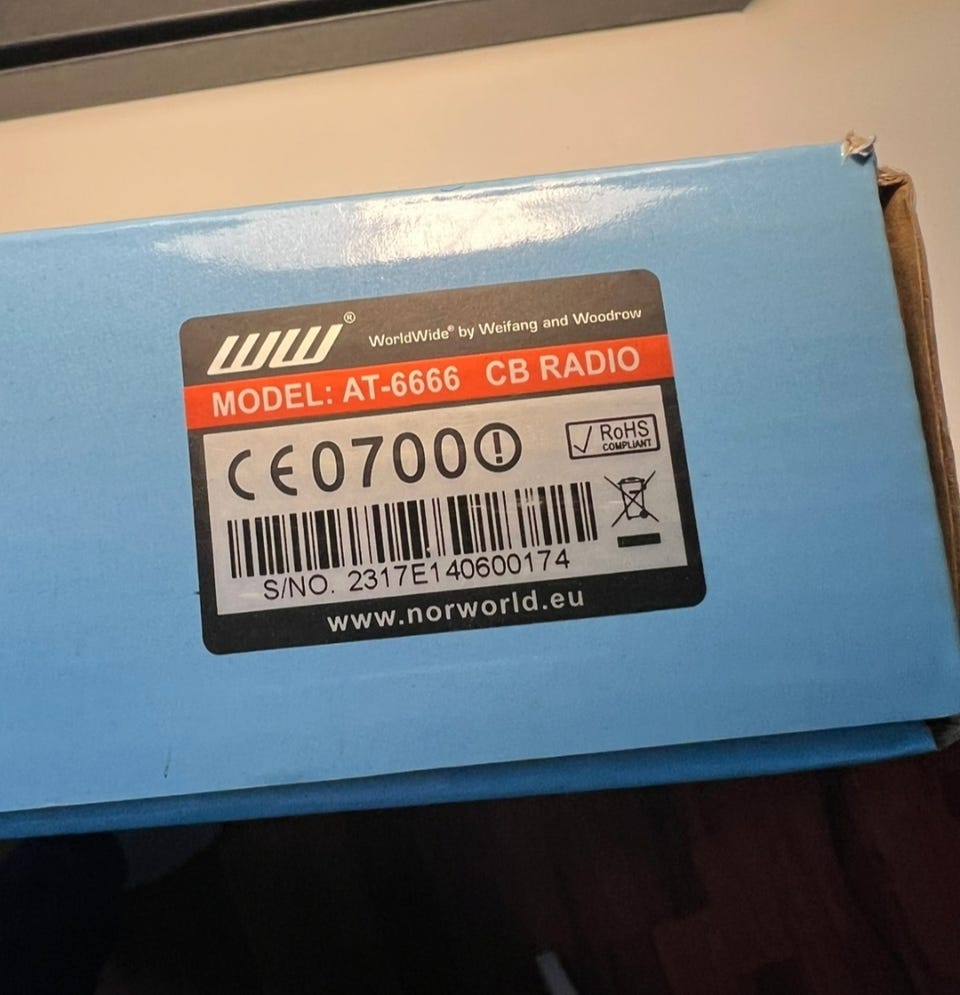 WW® WorldWide® by Weifang and Woodrow
MODEL: AT-6666 CB RADIO
CE0700!
RoHS
COMPLIANT
S/NO. 2317E140600174
www.norworld.eu